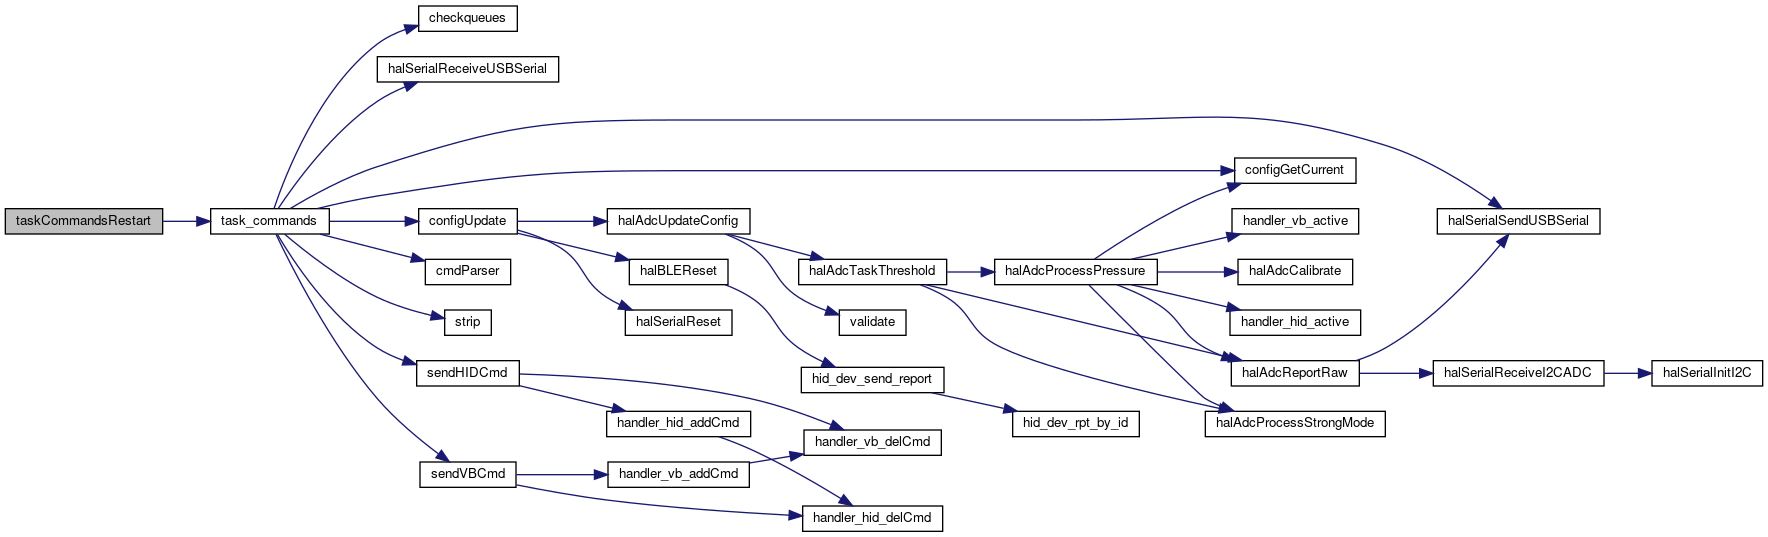 checkqueues
halSerialReceiveUSBSerial
configGetCurrent
taskCommandsRestart
task_commands
configUpdate
halAdcUpdateConfig
handler_vb_active
halSerialSendUSBSerial
cmdParser
halBLEReset
halAdcTaskThreshold
halAdcProcessPressure
halAdcCalibrate
strip
halSerialReset
validate
handler_hid_active
sendHIDCmd
hid_dev_send_report
halAdcReportRaw
halSerialReceiveI2CADC
halSerialInitI2C
handler_hid_addCmd
hid_dev_rpt_by_id
halAdcProcessStrongMode
handler_vb_delCmd
sendVBCmd
handler_vb_addCmd
handler_hid_delCmd